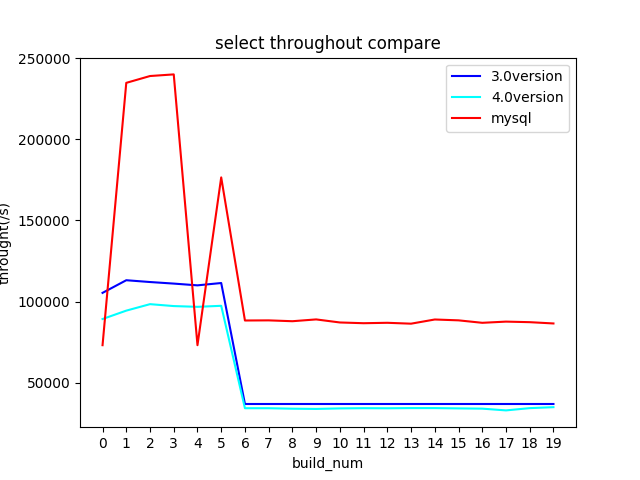 select throughout compare
250000
200000
150000
100000
50000
throught(/s)
3.0version
4.0version
mysql
0 1 2 3 4 5 6 7 8 9 10 11 12 13 14 15 16 17 18 19
build_num